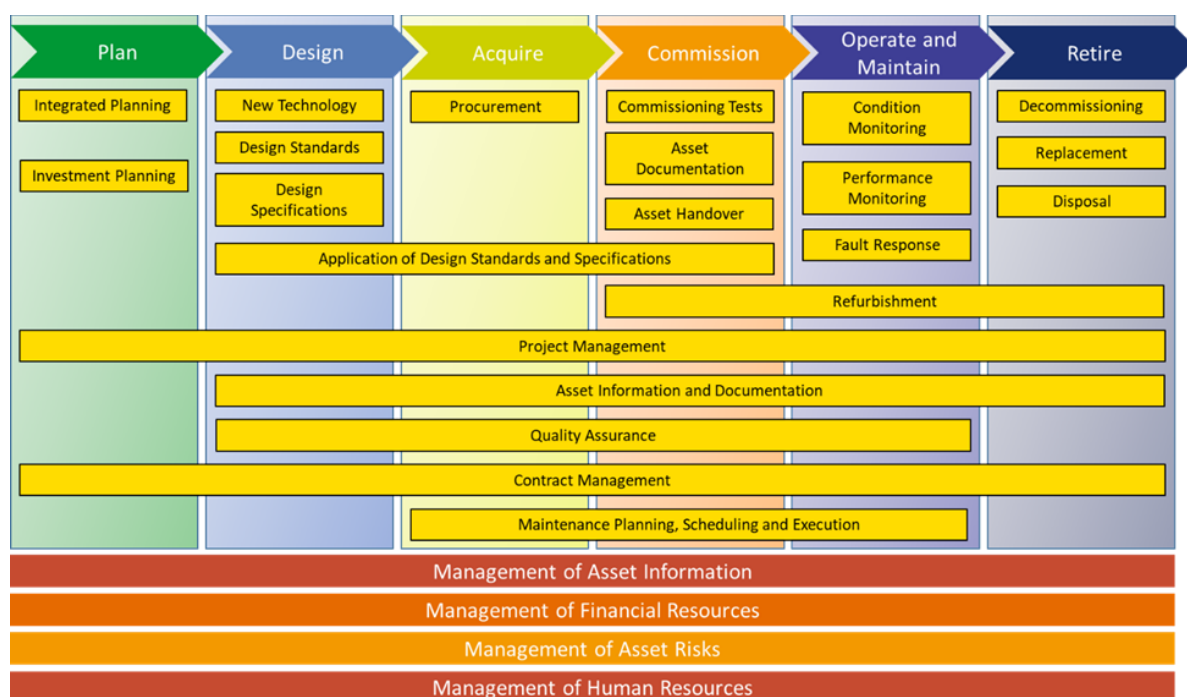 Plan
Design
Acquire
Commission
Operate and
Maintain
Retire
Integrated Planning
Investment Planning
New Technology
Design Standards
Design
Specifications
Procurement
Commissioning Tests
Asset
Documentation
Asset Handover
Condition
Monitoring
Performance
Monitoring
Fault Response
Decommissioning
Replacement
Disposal
Application of Design Standards and Specifications
Refurbishment
Project Management
Asset Information and Documentation
Quality Assurance
Contract Management
Maintenance Planning, Scheduling and Execution
Management of Asset Information
Management of Financial Resources
Management of Asset Risks
Management of Human Resources